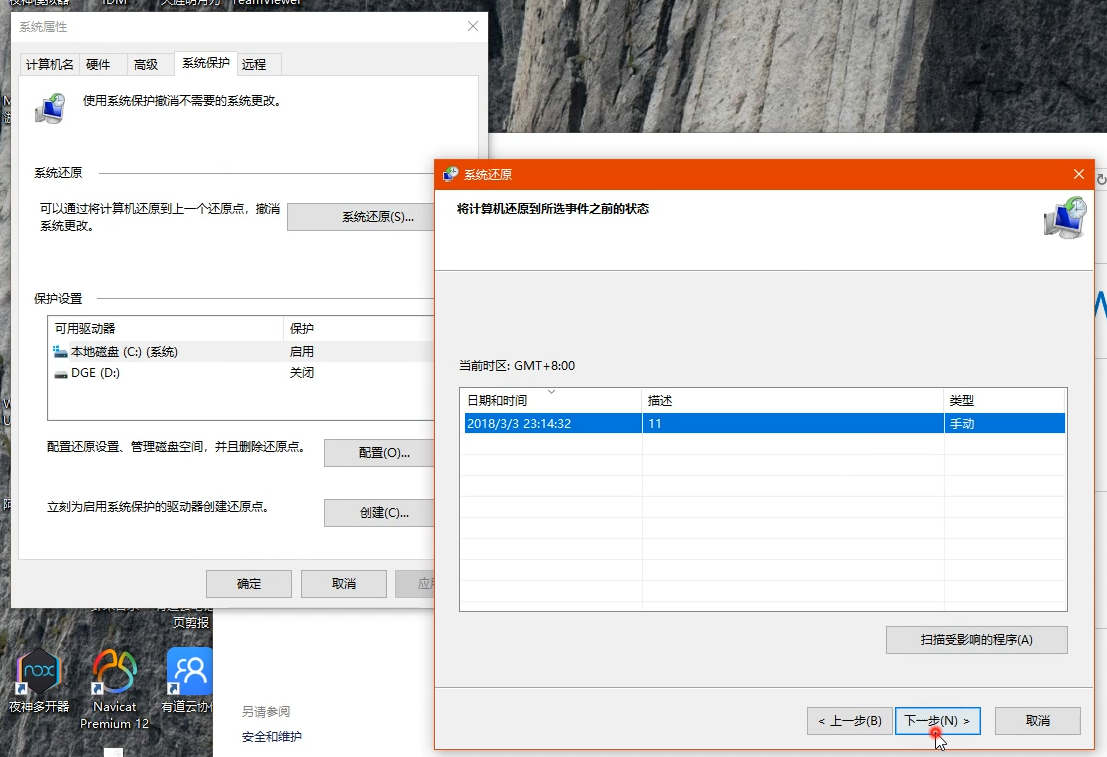 TeamViewer
系统属性
计算机名
硬件
高级
系统保护
远程
使用系统保护撤消不需要的系统更改。
系统还原
可以通过将计算机还原到上一个还原点，撤消
系统更改。
系统还原(S)...
保护设置
可用驱动器
保护
本地磁盘 (C:) (系统)
启用
DGE (D:)
关闭
配置还原设置、管理磁盘空间，并且删除还原点。
配置(O)...
立刻为启用系统保护的驱动器创建还原点。
创建(C)...
确定
取消
系统还原
将计算机还原到所选事件之前的状态
当前时区: GMT+8:00
日期和时间
描述
类型
2018/3/3 23:14:32
11
手动
扫描受影响的程序(A)
< 上一步(B)
下一步(N) >
取消
页剪报
nox
夜神多开器
Navicat
Premium 12
有道云协
另请参阅
安全和维护